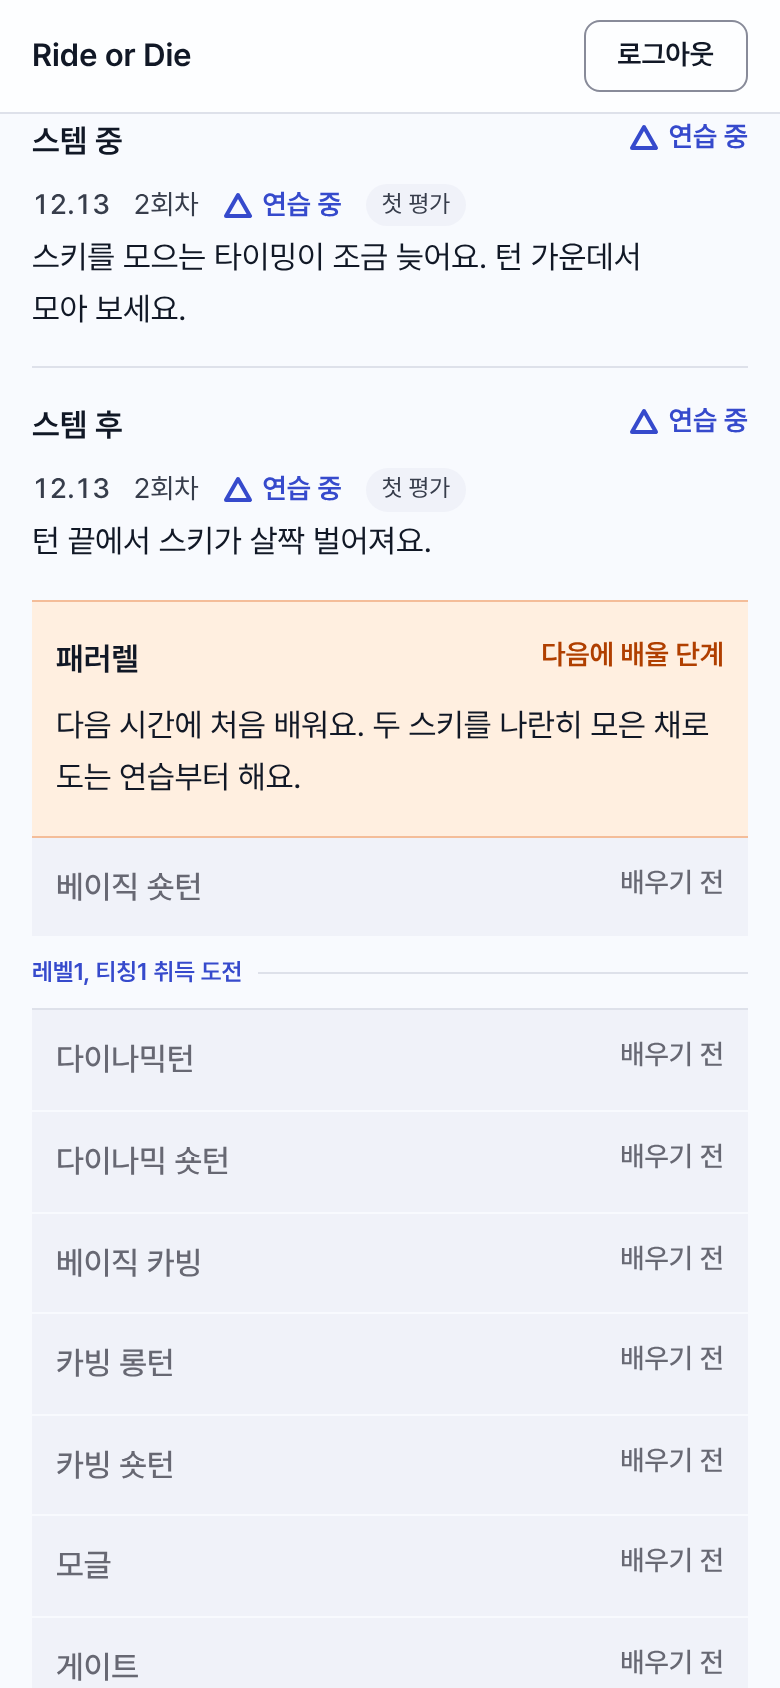 Ride or Die
로그아웃
스템 중
연습 중
12.13 2회차 연습 중 첫 평가
스키를 모으는 타이밍이 조금 늦어요. 턴 가운데서
모아 보세요.
스템 후
연습 중
12.13 2회차 연습 중 첫 평가
턴 끝에서 스키가 살짝 벌어져요.
패러렐
다음에 배울 단계
다음 시간에 처음 배워요. 두 스키를 나란히 모은 채로
도는 연습부터 해요.
베이직 숏턴
배우기 전
레벨1, 티칭1 취득 도전
다이나믹턴
배우기 전
다이나믹 숏턴
배우기 전
베이직 카빙
배우기 전
카빙 롱턴
배우기 전
카빙 숏턴
배우기 전
모글
배우기 전
게이트
배우기 전